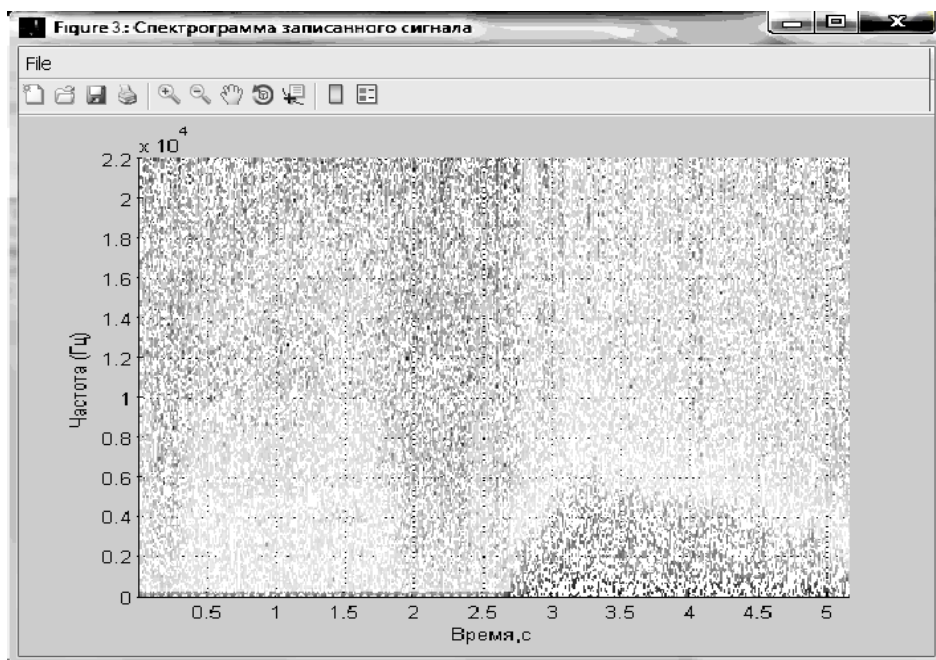 Figure 3: Спектрограмма записанного сигнала
File
x 10
4
2.2
2
1.8
1.6
1.4
1.2
1
0.8
0.6
0.4
0.2
0
Частота (Гц)
0.5 1 1.5 2 2.5 3 3.5 4 4.5 5
Время,с